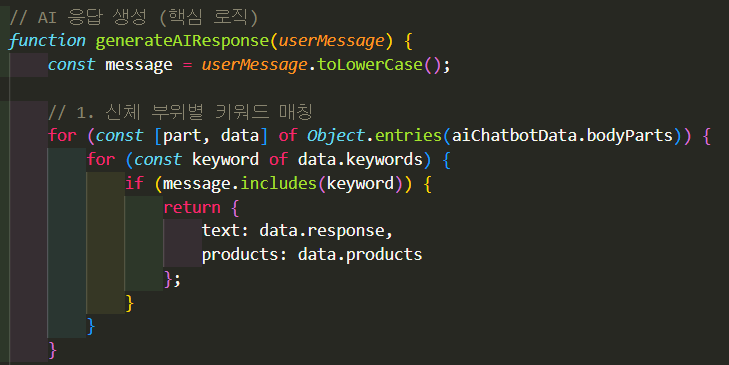 // AI 응답 생성 (핵심 로직)
function generateAIResponse(userMessage) {
    const message = userMessage.toLowerCase();

    // 1. 신체 부위별 키워드 매칭
    for (const [part, data] of Object.entries(aiChatbotData.bodyParts)) {
        for (const keyword of data.keywords) {
            if (message.includes(keyword)) {
                return {
                    text: data.response,
                    products: data.products
                };
            }
        }
    }